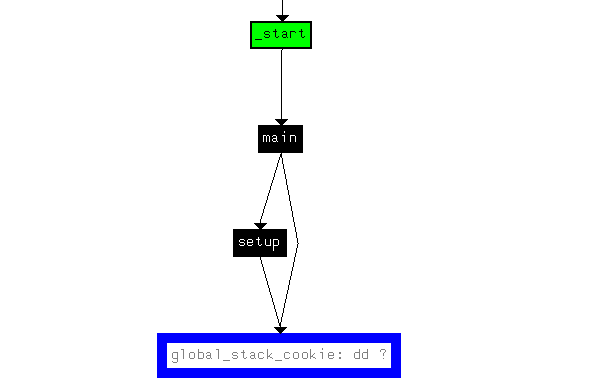 _start
main
setup
global_stack_cookie: dd ?